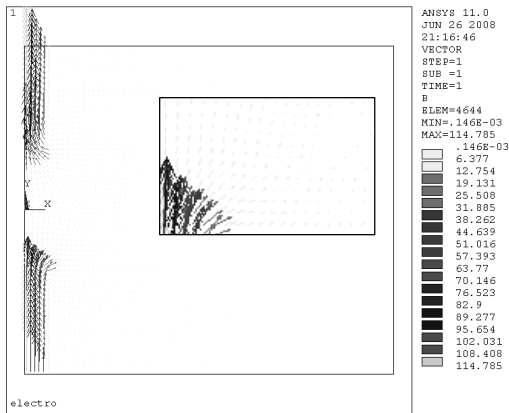 1
ANSYS 11.0
JUN 26 2008
21:16:46
VECTOR
STEP=1
SUB =1
TIME=1
B
ELEM=4644
MIN=.146E-03
MAX=114.785
.146E-03
6.377
12.754
19.131
25.508
31.885
38.262
44.639
51.016
57.393
63.77
70.146
76.523
82.9
89.277
95.654
102.031
108.408
114.785
Y
X
electro